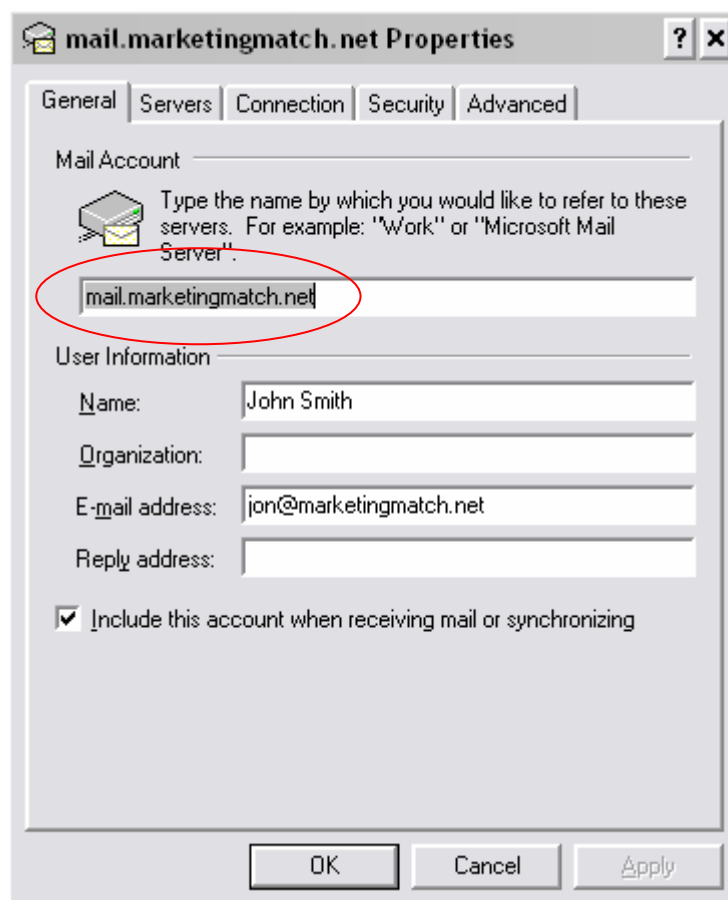 mail.marketingmatch.net Properties ? ×
General Servers Connection Security Advanced
Mail Account
Type the name by which you would like to refer to these
servers. For example: "Work" or "Microsoft Mail
Server".
mail.marketingmatch.net
User Information
Name: John Smith
Organization:
E-mail address: jon@marketingmatch.net
Reply address:
Include this account when receiving mail or synchronizing
OK Cancel Apply